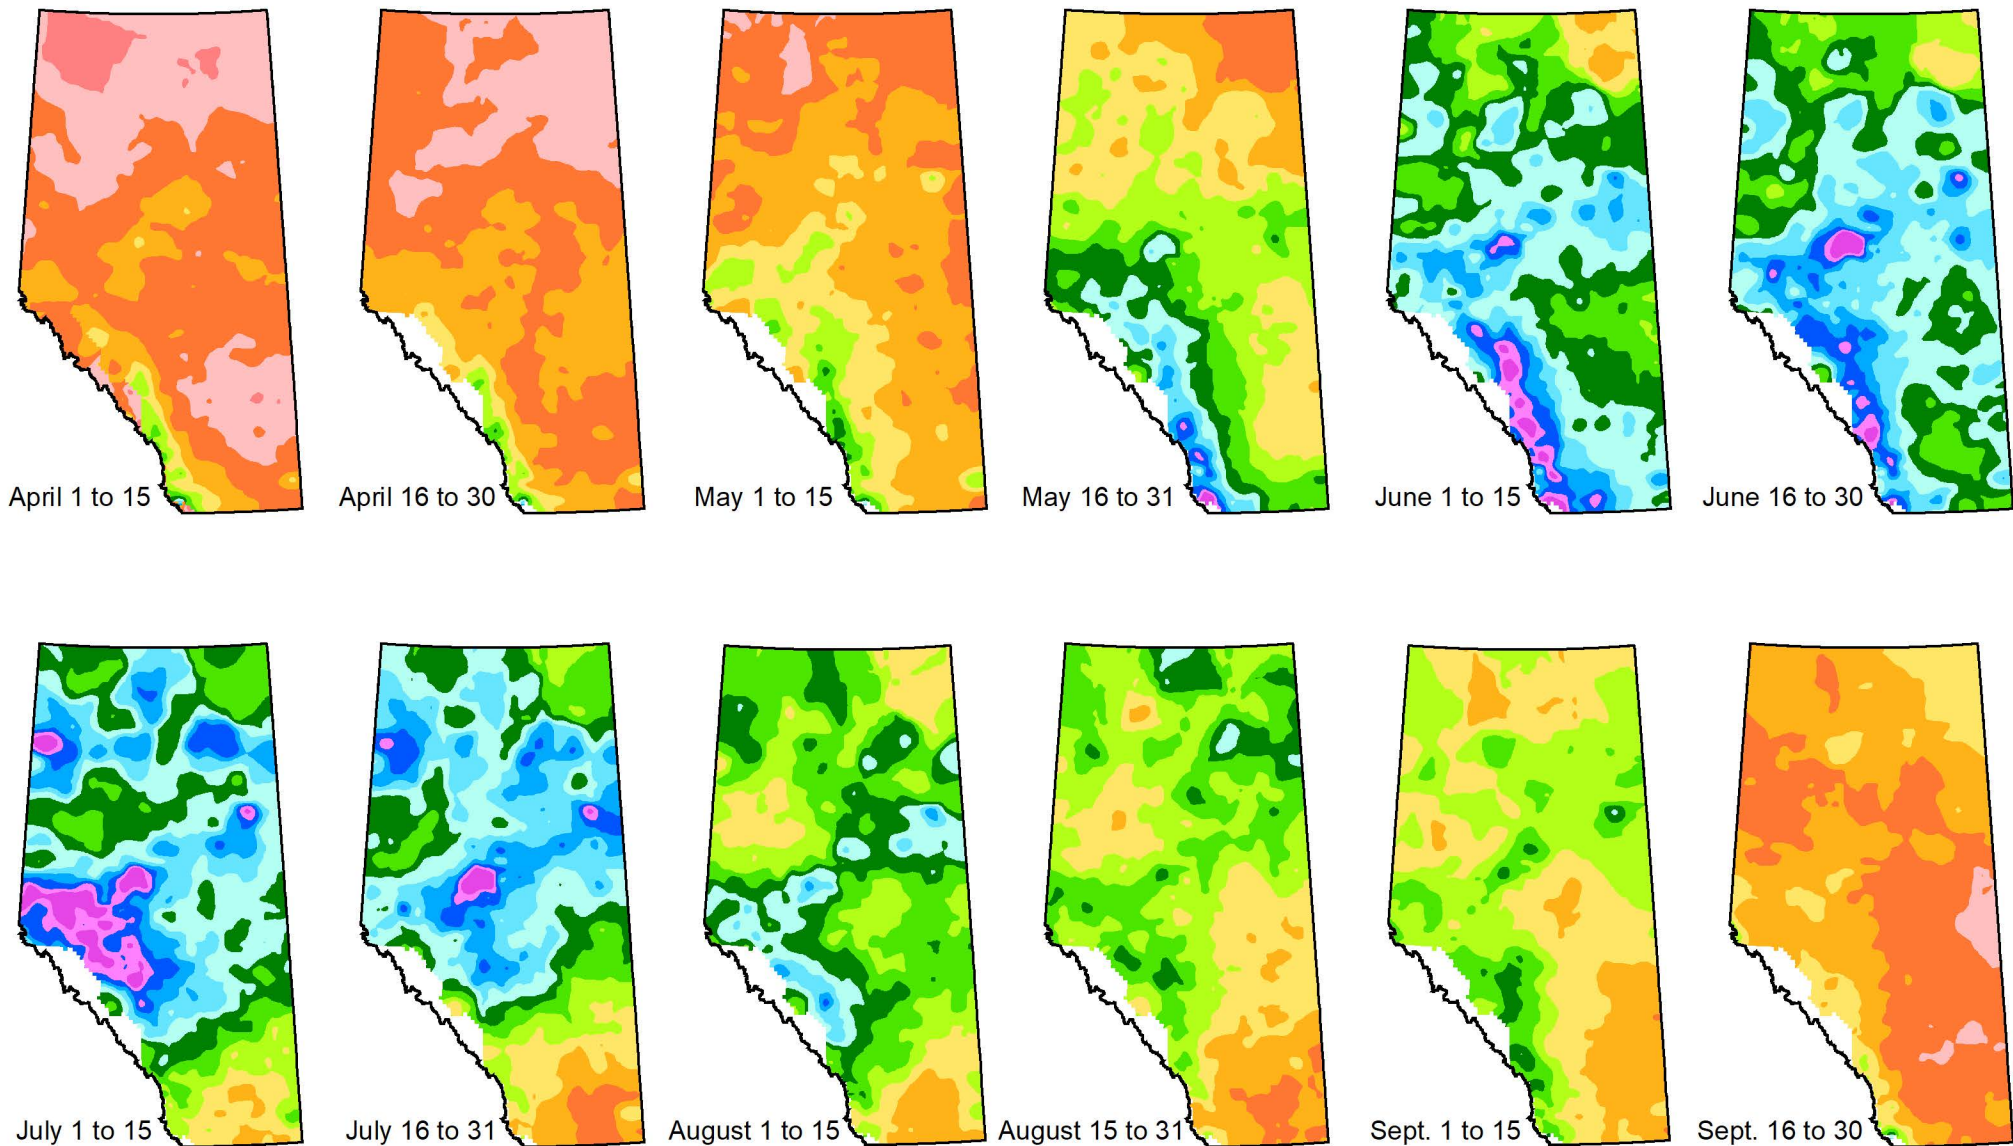 April 1 to 15
April 16 to 30
May 1 to 15
May 16 to 31
June 1 to 15
June 16 to 30
July 1 to 15
July 16 to 31
August 1 to 15
August 15 to 31
Sept. 1 to 15
Sept. 16 to 30